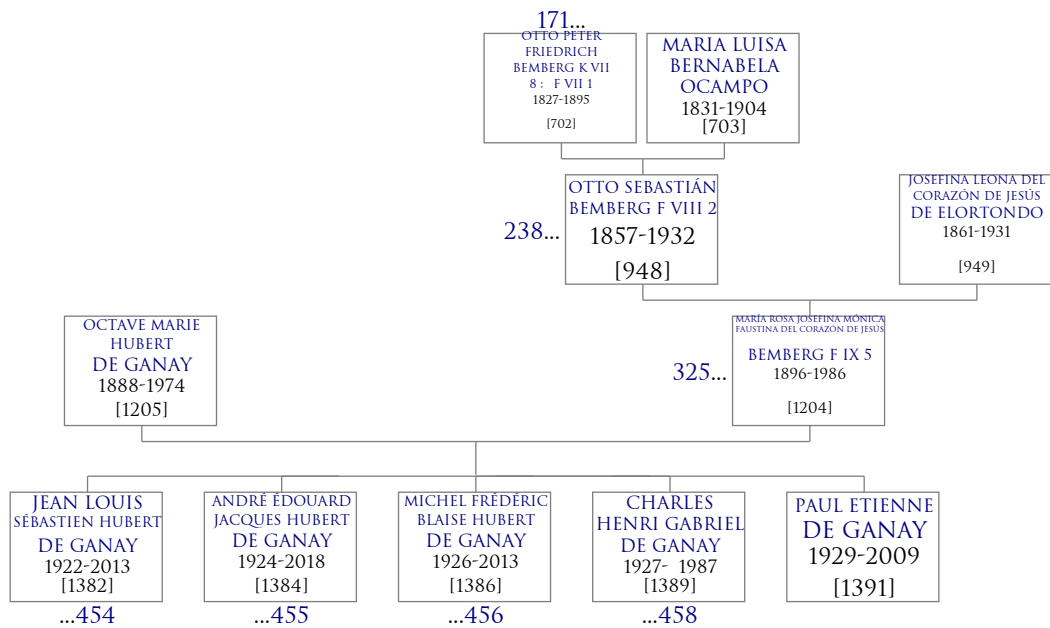 171...
OTTO PETER
FRIEDRICH
BEMBERG K VII
8 : F VII 1
1827-1895
[702]
MARIA LUISA
BERNABELA
OCAMPO
1831-1904
[703]
238...
OTTO SEBASTIÁN
BEMBERG F VIII 2
1857-1932
[948]
JOSEFINA LEONA DEL
CORAZÓN DE JESÚS
DE ELORTONDO
1861-1931
[949]
OCTAVE MARIE
HUBERT
DE GANAY
1888-1974
[1205]
325...
MARÍA ROSA JOSEFINA MÓNICA
FAUSTINA DEL CORAZÓN DE JESÚS
BEMBERG F IX 5
1896-1986
[1204]
JEAN LOUIS
SÉBASTIEN HUBERT
DE GANAY
1922-2013
[1382]
...454
ANDRÉ ÉDOUARD
JACQUES HUBERT
DE GANAY
1924-2018
[1384]
...455
MICHEL FRÉDÉRIC
BLAISE HUBERT
DE GANAY
1926-2013
[1386]
...456
CHARLES
HENRI GABRIEL
DE GANAY
1927- 1987
[1389]
...458
PAUL ETIENNE
DE GANAY
1929-2009
[1391]